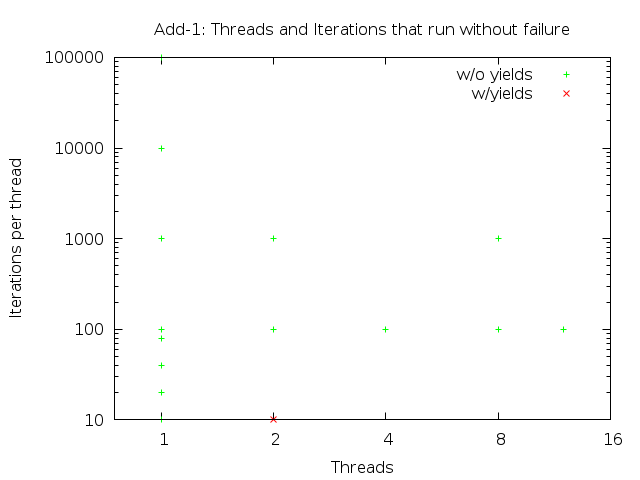 Add-1: Threads and Iterations that run without failure
100000
w/o yields
w/yields
10000
1000
100
10
Iterations per thread
1 2 4 8 16
Threads